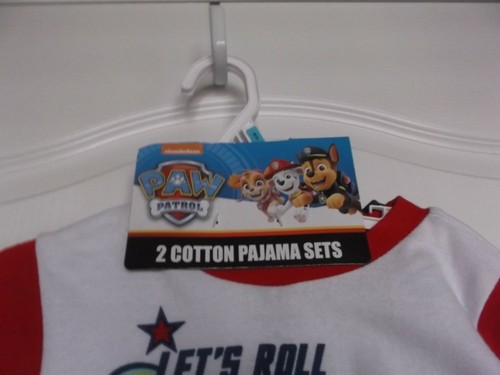 nickelodeon
PAW
PATROL
2 COTTON PAJAMA SETS
LET'S ROLL